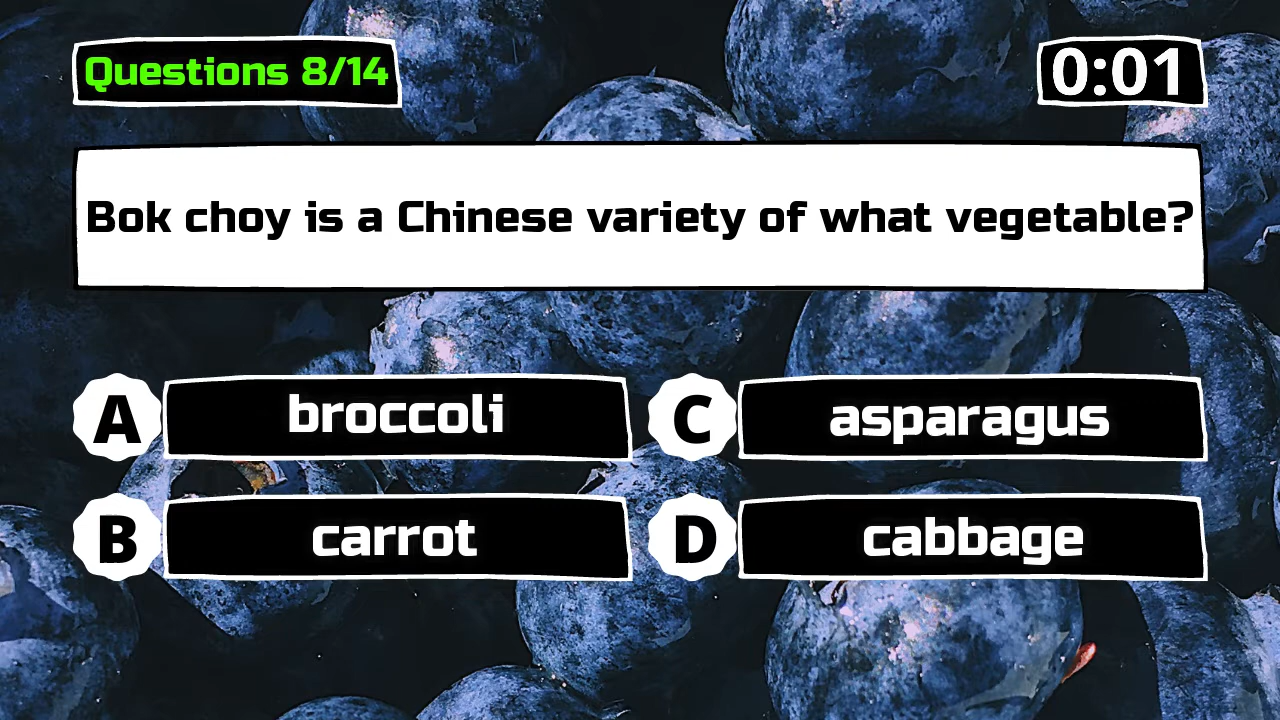 Questions 8/14
0:01
Bok choy is a Chinese variety of what vegetable?
A broccoli
B carrot
C asparagus
D cabbage